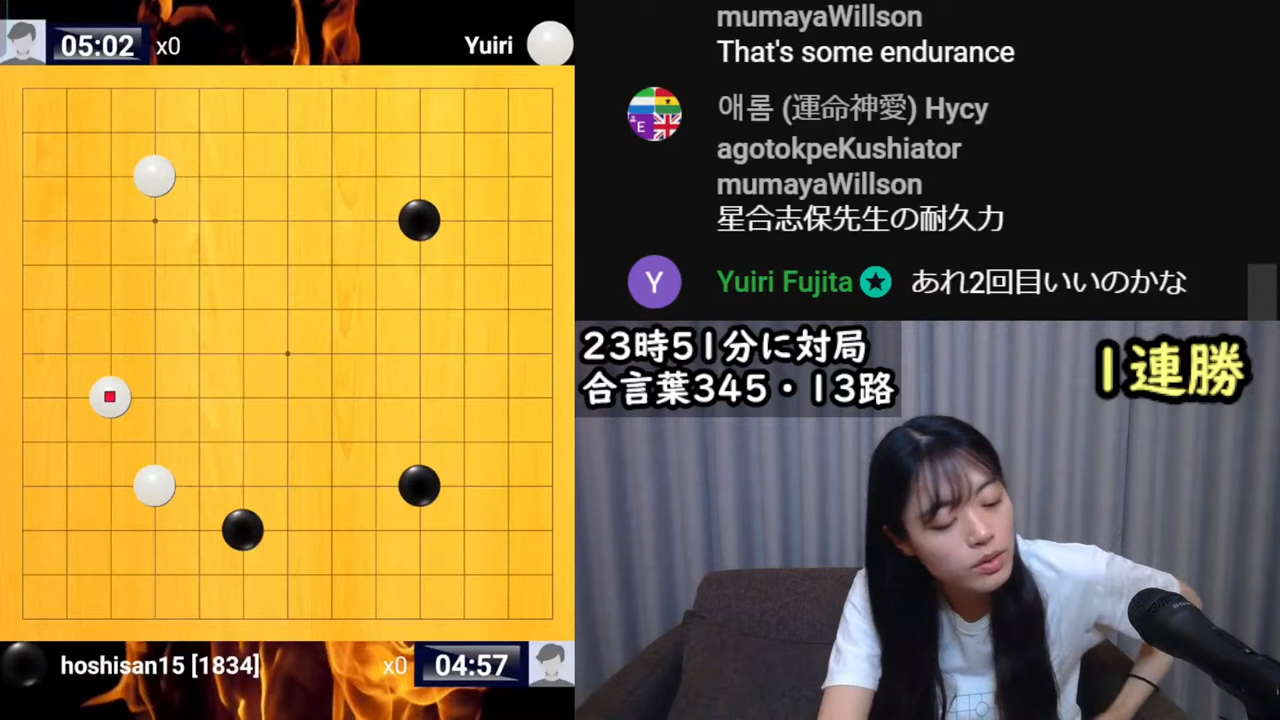 05:02 x0 Yuiri
mumayaWillson
That's some endurance
애롬 (運命神愛) Hycy
agotokpeKushiator
mumayaWillson
星合志保先生の耐久力
E
Y Yuiri Fujita あれ2回目いいのかな
23時51分に対局
合言葉345・13路
1連勝
hoshisan15 [1834] x0 04:57